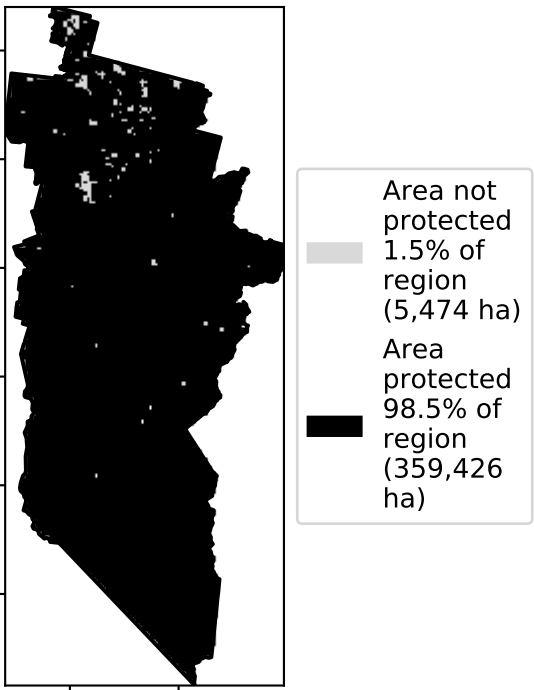 Area not
protected
1.5% of
region
(5,474 ha)
Area
protected
98.5% of
region
(359,426
ha)